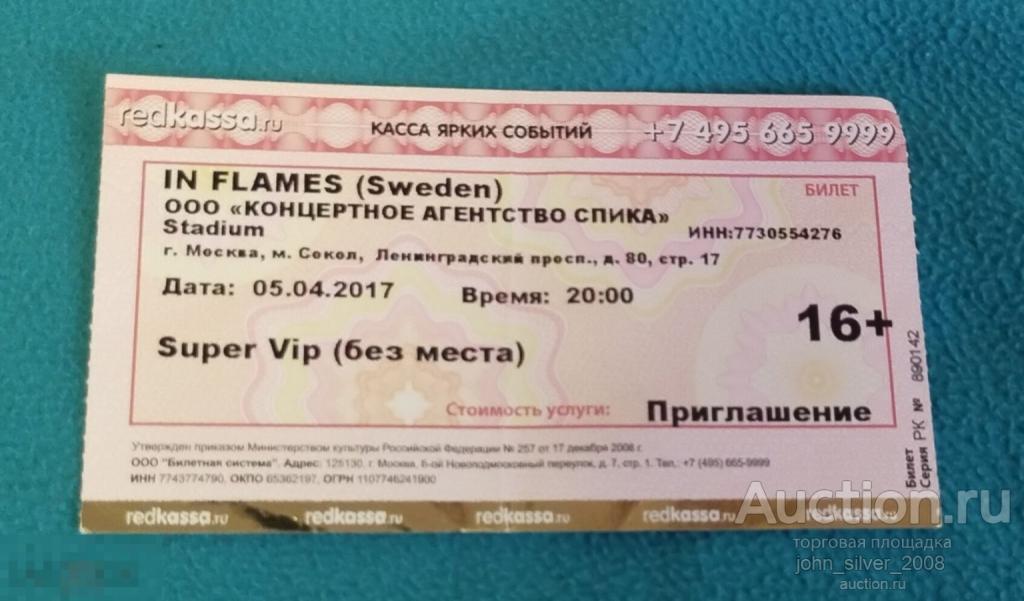 redkassa.ru КАССА ЯРКИХ СОБЫТИЙ +7 495 665 9999
IN FLAMES (Sweden) БИЛЕТ
ООО «КОНЦЕРТНОЕ АГЕНТСТВО СПИКА»
Stadium ИНН:7730554276
г. Москва, м. Сокол, Ленинградский просп., д. 80, стр. 17
Дата: 05.04.2017 Время: 20:00
16+
Super Vip (без места)
Стоимость услуги: Приглашение
Билет
Серия РК № 890142
Утвержден приказом Министерством культуры Российской Федерации № 257 от 17 декабря 2008 г.
ООО "Билетная система". Адрес: 125130, г. Москва, 6-ой Новоподмосковный переулок, д. 7, стр. 1. Тел.: +7 (495) 665-9999
ИНН 7743774790, ОКПО 65362197, ОГРН 1107746241900
redkassa.ru redkassa.ru redkassa.ru redkassa.ru redkassa.ru
Auction.ru
торговая площадка
john_silver_2008
auction.ru